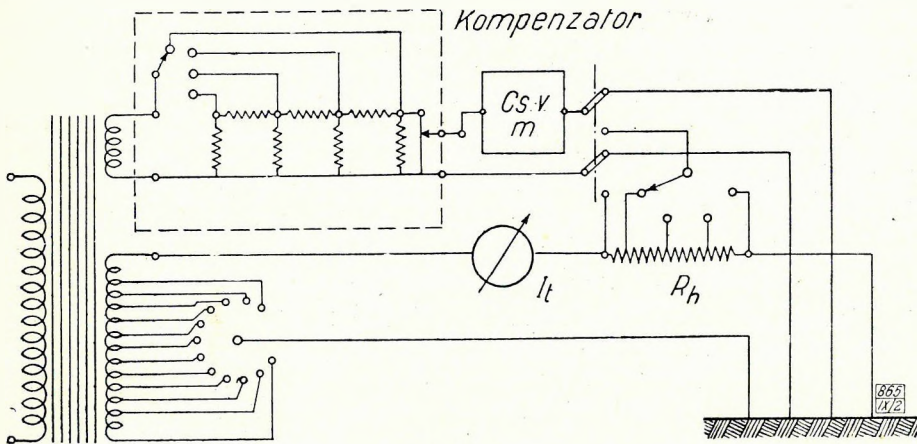 Kompenzator
Cs. v.
m
It
Rh
865
IX/2